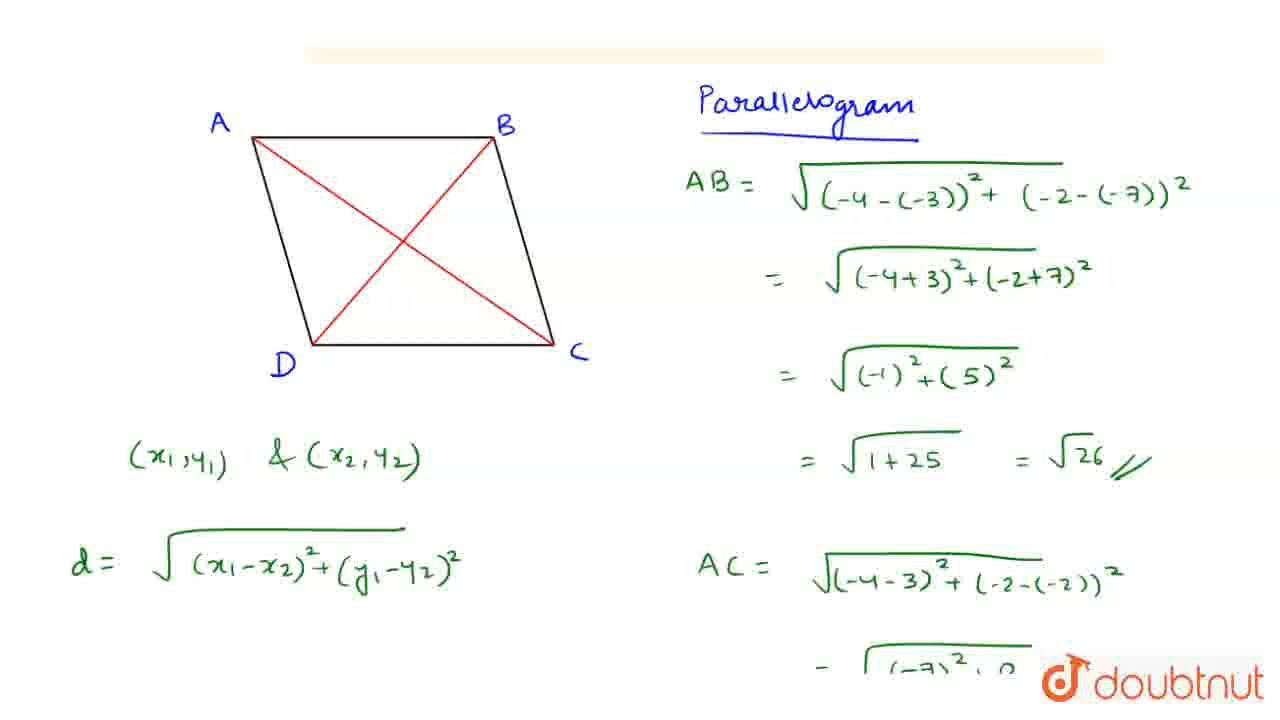 A
B
D
C
(x₁,y₁) & (x₂,y₂)
d= √(x₁-x₂)²+(y₁-y₂)²
Parallelogram
AB= √(-4-(-3))²+ (-2-(-7))²
= √(-4+3)²+(-2+7)²
= √(-1)²+(5)²
= √1+25 = √26
AC= √(-4-3)²+(-2-(-2))²
= √(-7)²+
doubtnut